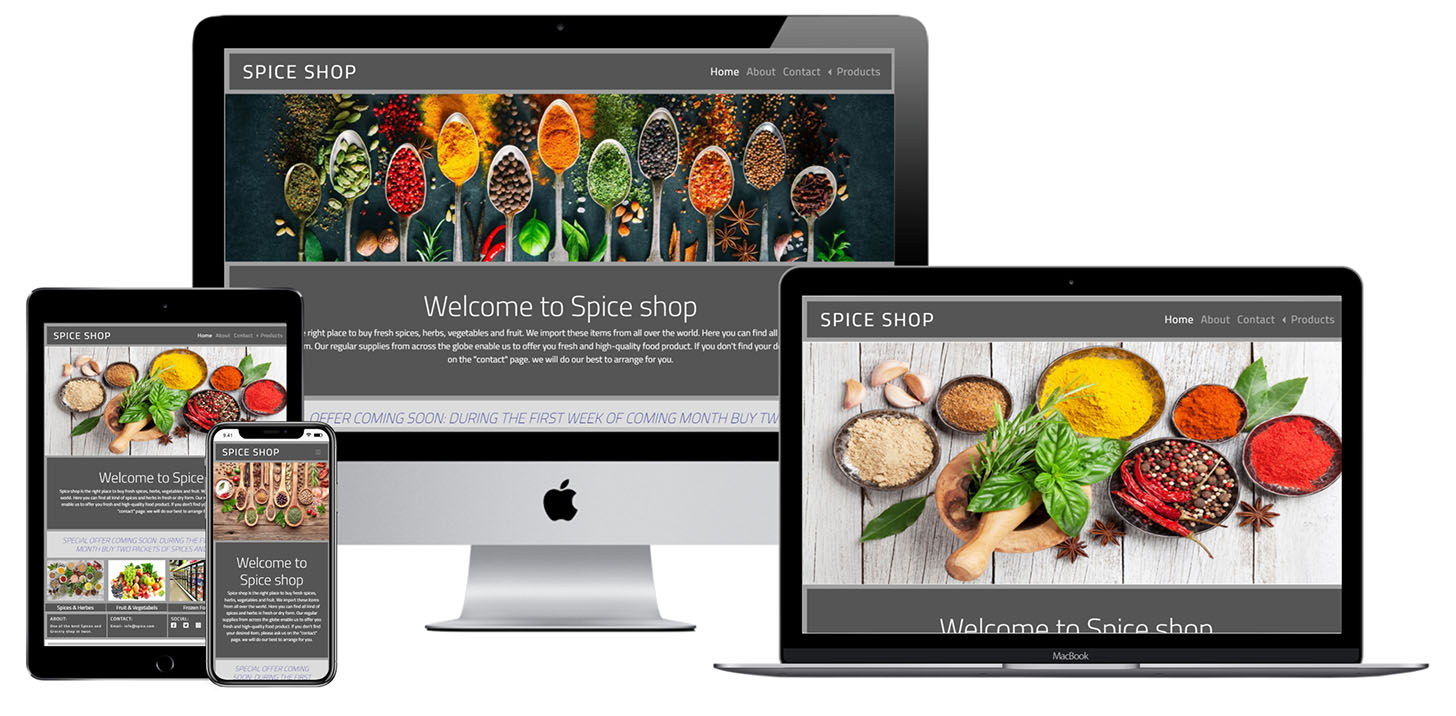 SPICE SHOP
Home About Contact Products
Welcome to Spice shop
right place to buy fresh spices, herbs, vegetables and fruit. We import these items from all over the world. Here you can find all
m. Our regular supplies from across the globe enable us to offer you fresh and high-quality food product. If you don't find your de
on the "contact" page. we will do our best to arrange for you.
OFFER COMING SOON: DURING THE FIRST WEEK OF COMING MONTH BUY TWO
SPICE SHOP
Home About Contact Products
Welcome to Spice shop
MacBook
SPICE SHOP
Home About Contact Products
Welcome to Spice
Spice shop is the right place to buy fresh spices, herbs, vegetables and fruit. W
world. Here you can find all kind of spices and herbs in fresh or dry form. Our
enable us to offer you fresh and high-quality food product. If you don't find you
"contact" page. we will do our best to arrange f
SPECIAL OFFER COMING SOON: DURING THE FI
MONTH BUY TWO PACKETS OF SPICES AND
Spices & Herbes Fruit & Vegetabels Frozen Fo
ABOUT: CONTACT: SOCIAL:
One of the best Spices and Email: info@spice.com
Grocery shop in town.
9:41
SPICE SHOP
Welcome to
Spice shop
Spice shop is the right place to buy fresh spices,
herbs, vegetables and fruit. We import these items
from all over the world. Here you can find all kind of
spices and herbs in fresh or dry form. Our regular
supplies from across the globe enable us to offer you
fresh and high-quality food product. If you don't find
your desired item, please ask us on the "contact"
page. we will do our best to arrange for you.
SPECIAL OFFER COMING
SOON: DURING THE FIRST